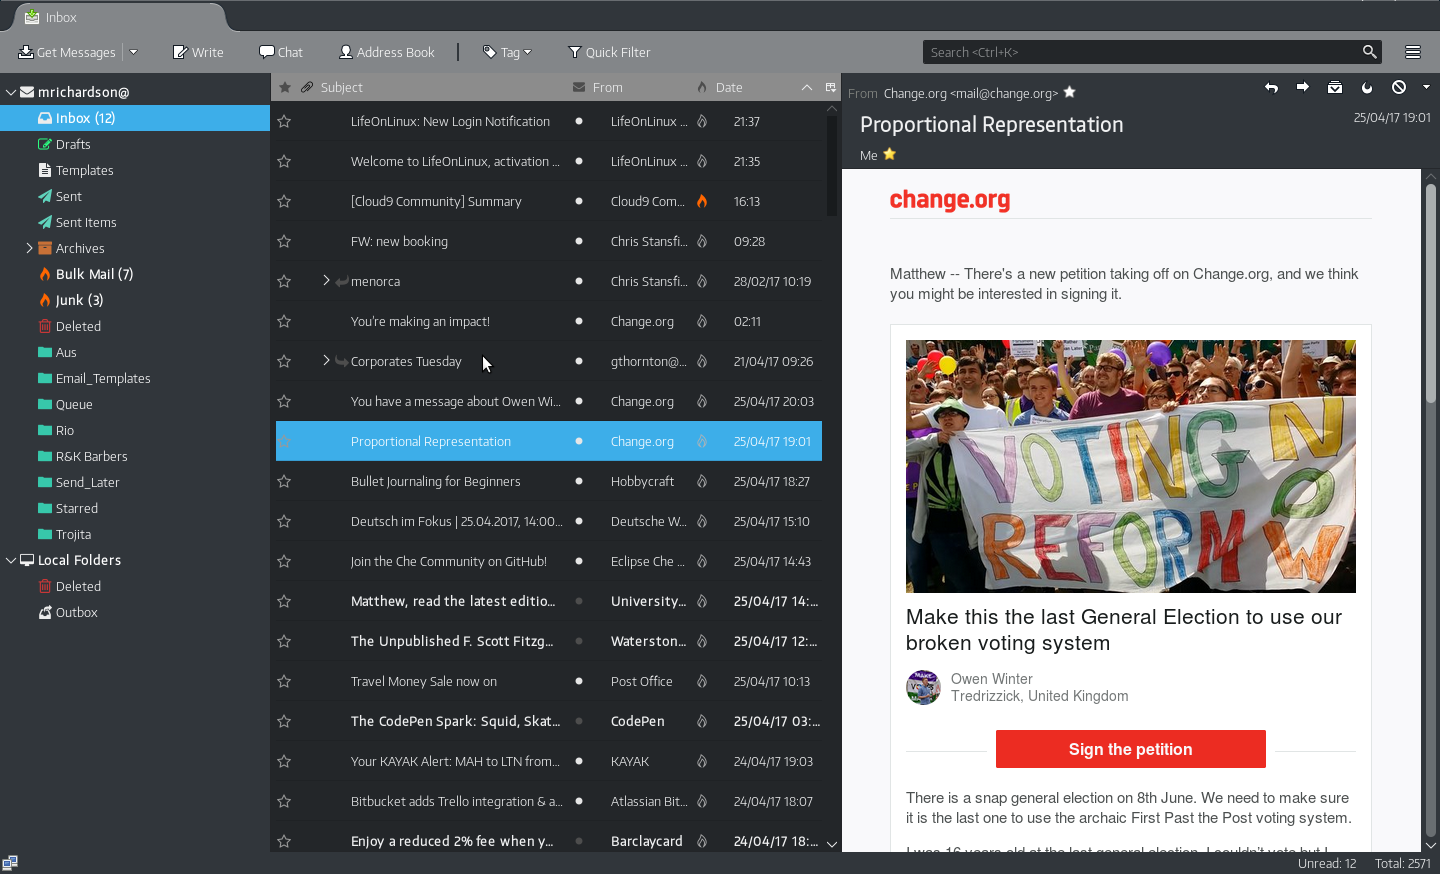 Inbox
Get Messages
Write
Chat
Address Book
Tag
Quick Filter
Search <Ctrl+K>
mrichardson@
Inbox (12)
Drafts
Templates
Sent
Sent Items
Archives
Bulk Mail (7)
Junk (3)
Deleted
Aus
Email_Templates
Queue
Rio
R&K Barbers
Send_Later
Starred
Trojita
Local Folders
Deleted
Outbox
Subject From Date
LifeOnLinux: New Login Notification LifeOnLinux ... 21:37
Welcome to LifeOnLinux, activation ... LifeOnLinux ... 21:35
[Cloud9 Community] Summary Cloud9 Com... 16:13
FW: new booking Chris Stansfi... 09:28
menorca Chris Stansfi... 28/02/17 10:19
You're making an impact! Change.org 02:11
Corporates Tuesday gthornton@... 21/04/17 09:26
You have a message about Owen Wi... Change.org 25/04/17 20:03
Proportional Representation Change.org 25/04/17 19:01
Bullet Journaling for Beginners Hobbycraft 25/04/17 18:27
Deutsch im Fokus | 25.04.2017, 14:00... Deutsche W... 25/04/17 15:10
Join the Che Community on GitHub! Eclipse Che ... 25/04/17 14:43
Matthew, read the latest editio... University... 25/04/17 14:...
The Unpublished F. Scott Fitzg... Waterston... 25/04/17 12:...
Travel Money Sale now on Post Office 25/04/17 10:13
The CodePen Spark: Squid, Skat... CodePen 25/04/17 03:...
Your KAYAK Alert: MAH to LTN from... KAYAK 24/04/17 19:03
Bitbucket adds Trello integration & a... Atlassian Bit... 24/04/17 18:07
Enjoy a reduced 2% fee when y... Barclaycard 24/04/17 18:...
From Change.org <mail@change.org>
Proportional Representation
25/04/17 19:01
Me
change.org
Matthew -- There's a new petition taking off on Change.org, and we think
you might be interested in signing it.
VOTING N
REFORM
Make this the last General Election to use our
broken voting system
Owen Winter
Tredrizzick, United Kingdom
Sign the petition
There is a snap general election on 8th June. We need to make sure
it is the last one to use the archaic First Past the Post voting system.
I was 16 years old at the last general election. I couldn't vote but I
Unread: 12 Total: 2571